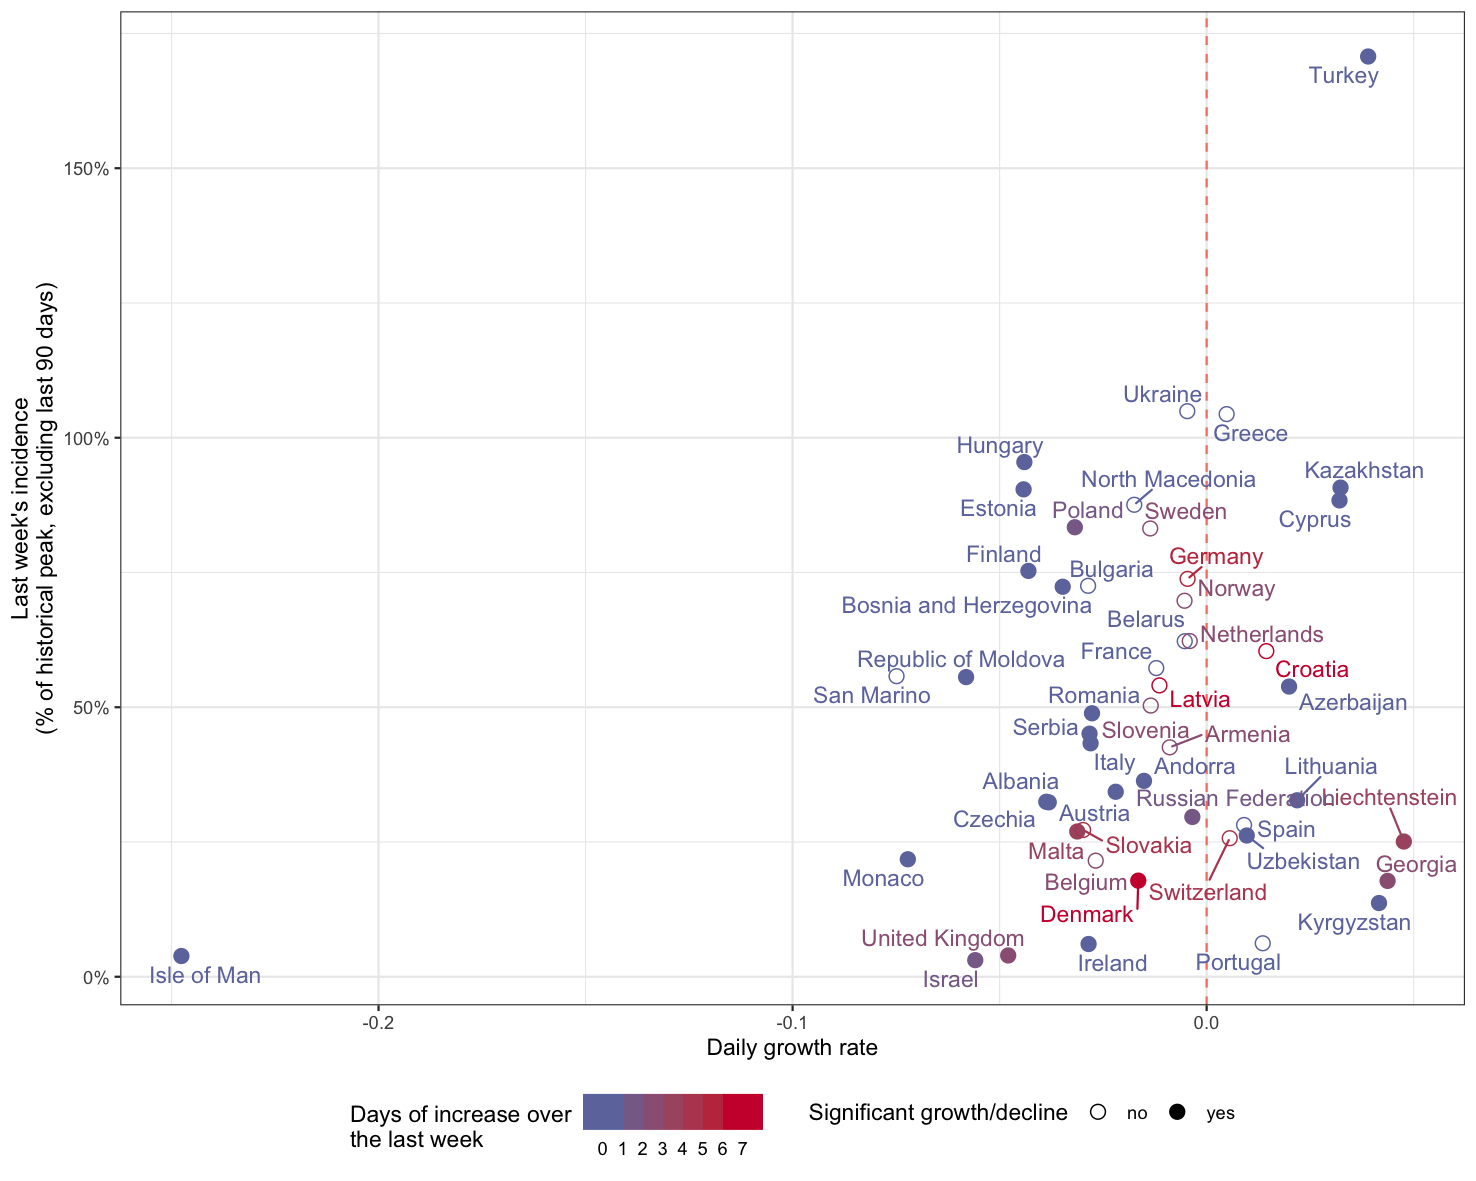 Turkey
150%
Ukraine
100%
Greece
Hungary
Kazakhstan
North Macedonia
Estonia
Poland
Sweden
Cyprus
Finland
Germany
Bulgaria
Norway
Bosnia and Herzegovina
Belarus
Netherlands
France
Republic of Moldova
Croatia
San Marino
Romania
Latvia
Azerbaijan
50%
Serbia
Slovenia
Armenia
Italy
Andorra
Lithuania
Albania
Russian Federation
Liechtenstein
Czechia
Austria
Spain
Malta
Slovakia
Uzbekistan
Georgia
Monaco
Belgium
Switzerland
Denmark
Kyrgyzstan
United Kingdom
Ireland
Portugal
Isle of Man
Israel
0%
Last week's incidence
(% of historical peak, excluding last 90 days)
-0.2
-0.1
0.0
Daily growth rate
Days of increase over
the last week
0 1 2 3 4 5 6 7
Significant growth/decline
no
yes